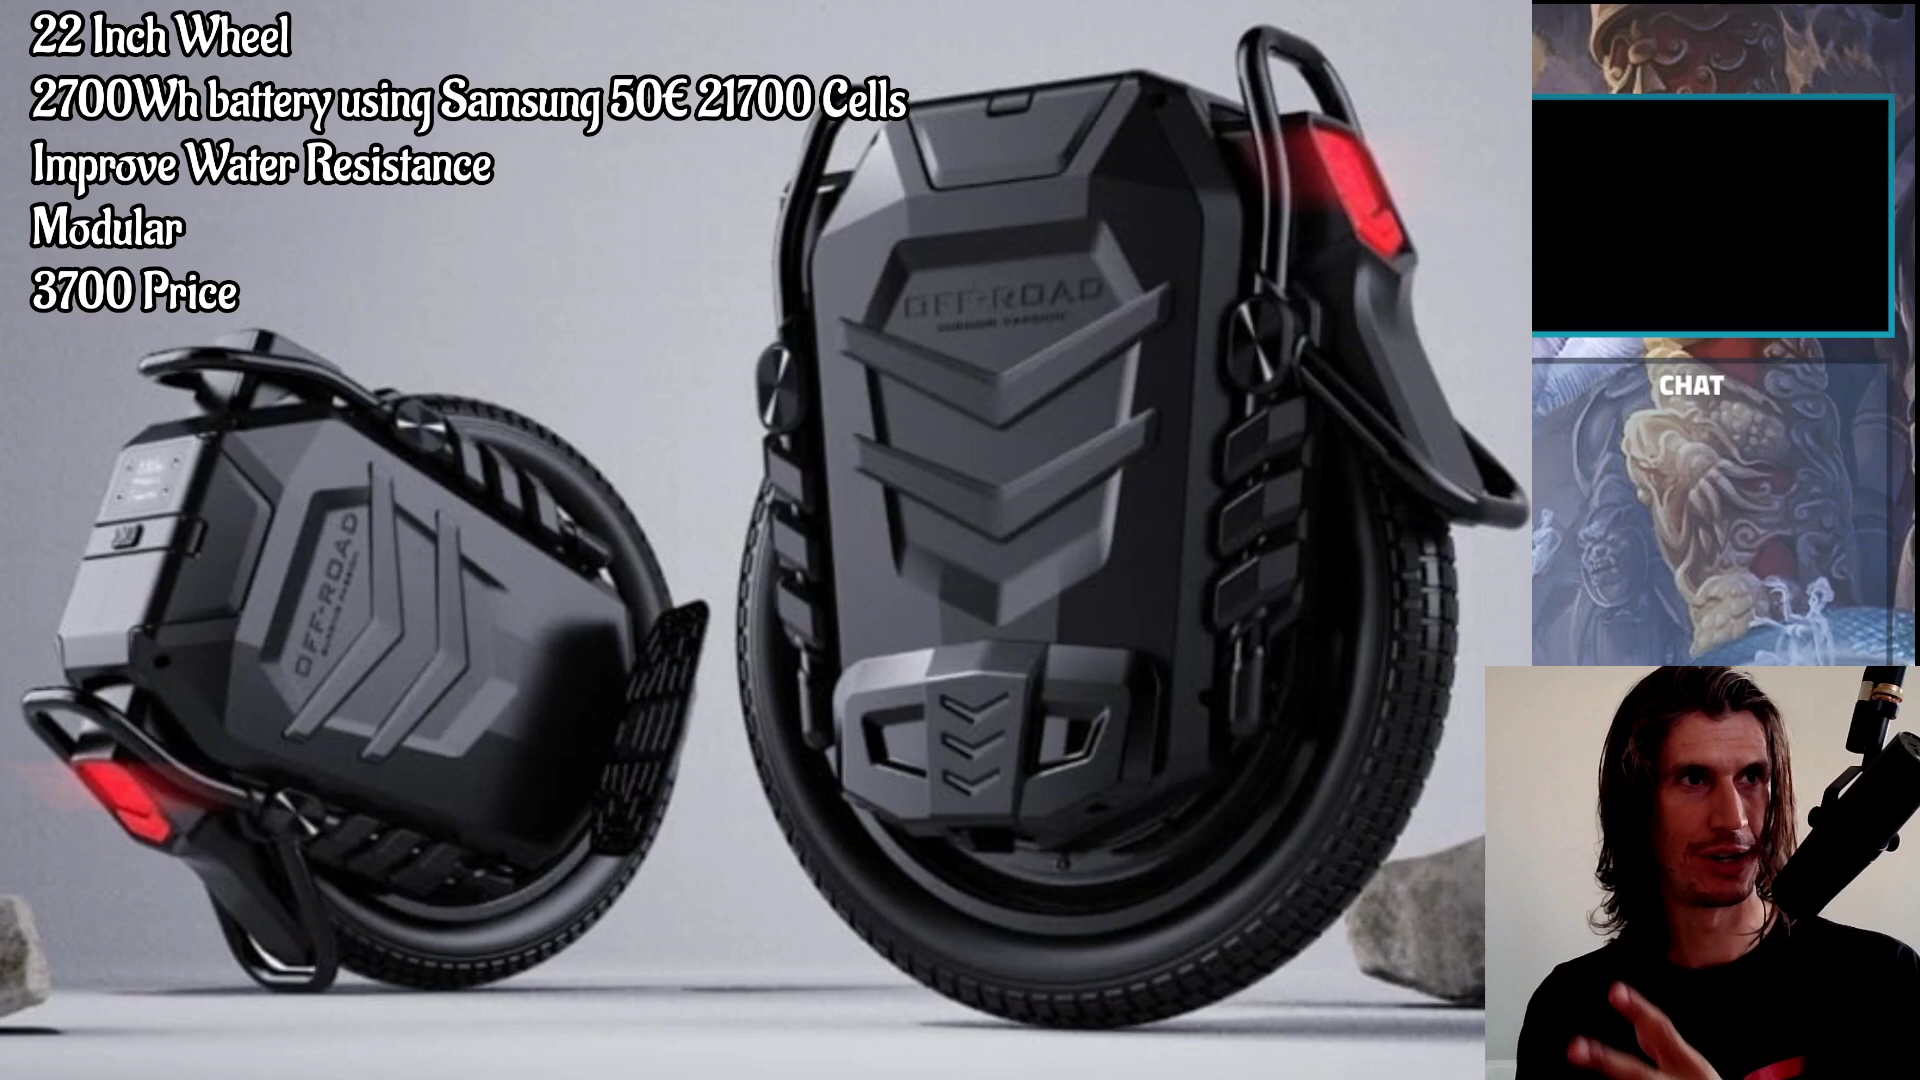 22 Inch Wheel
2700Wh battery using Samsung 50E 21700 Cells
Improve Water Resistance
Modular
3700 Price
OFF-ROAD
OFF-ROAD
CHAT